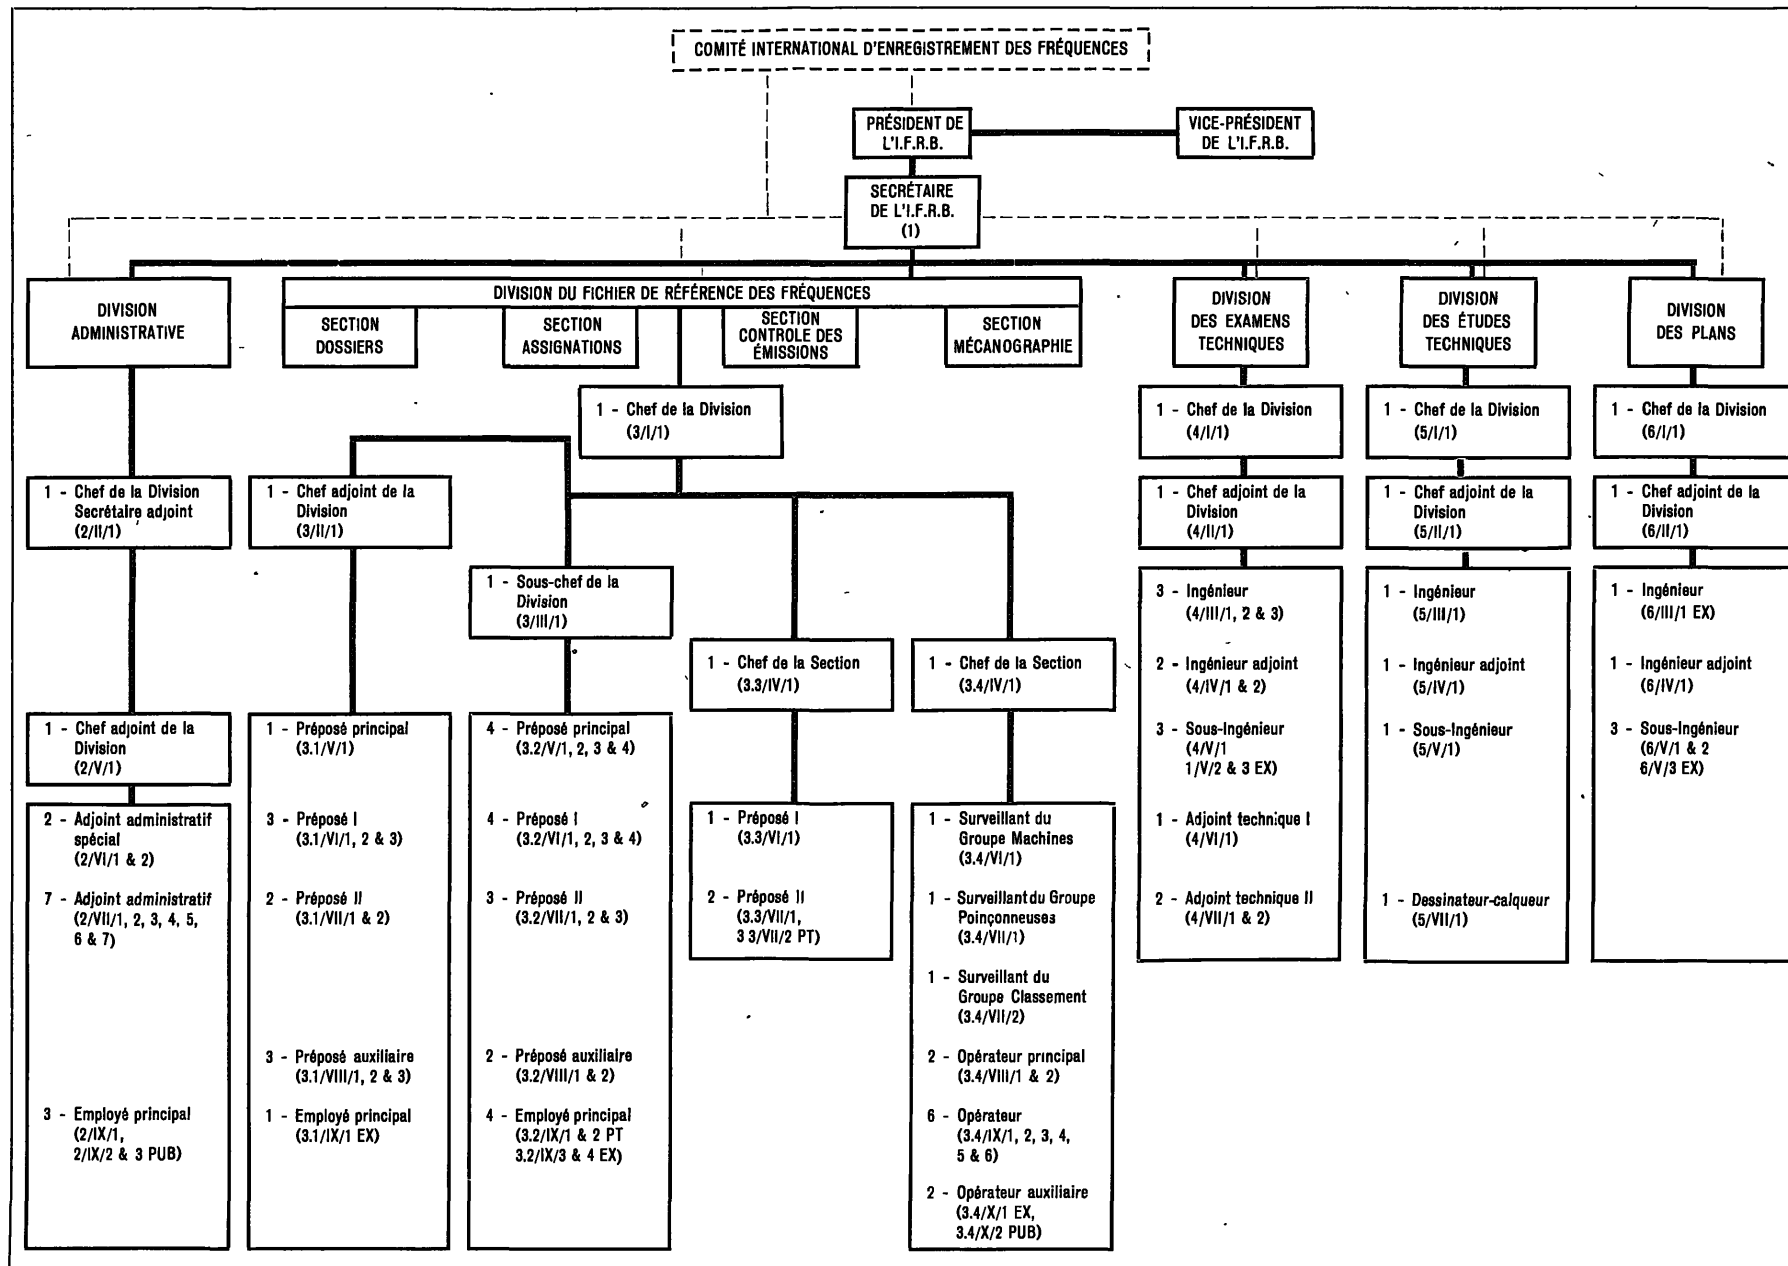 COMITÉ INTERNATIONAL D'ENREGISTREMENT DES FRÉQUENCES
PRÉSIDENT DE
L'I.F.R.B.
VICE-PRÉSIDENT
DE L'I.F.R.B.
SECRÉTAIRE
DE L'I.F.R.B.
(1)
DIVISION
ADMINISTRATIVE
DIVISION DU FICHIER DE RÉFÉRENCE DES FRÉQUENCES
SECTION
DOSSIERS
SECTION
ASSIGNATIONS
SECTION
CONTROLE DES
ÉMISSIONS
SECTION
MÉCANOGRAPHIE
DIVISION
DES EXAMENS
TECHNIQUES
DIVISION
DES ÉTUDES
TECHNIQUES
DIVISION
DES PLANS
1 - Chef de la Division
(3/I/1)
1 - Chef de la Division
(4/I/1)
1 - Chef de la Division
(5/I/1)
1 - Chef de la Division
(6/I/1)
1 - Chef de la Division
Secrétaire adjoint
(2/II/1)
1 - Chef adjoint de la
Division
(3/II/1)
1 - Chef adjoint de la
Division
(4/II/1)
1 - Chef adjoint de la
Division
(5/II/1)
1 - Chef adjoint de la
Division
(6/II/1)
1 - Sous-chef de la
Division
(3/III/1)
1 - Chef de la Section
(3.3/IV/1)
1 - Chef de la Section
(3.4/IV/1)
1 - Chef adjoint de la
Division
(2/V/1)
2 - Adjoint administratif
spécial
(2/VI/1 & 2)
7 - Adjoint administratif
(2/VII/1, 2, 3, 4, 5,
6 & 7)
3 - Employé principal
(2/IX/1,
2/IX/2 & 3 PUB)
1 - Préposé principal
(3.1/V/1)
3 - Préposé I
(3.1/VI/1, 2 & 3)
2 - Préposé II
(3.1/VII/1 & 2)
3 - Préposé auxiliaire
(3.1/VIII/1, 2 & 3)
1 - Employé principal
(3.1/IX/1 EX)
4 - Préposé principal
(3.2/V/1, 2, 3 & 4)
4 - Préposé I
(3.2/VI/1, 2, 3 & 4)
3 - Préposé II
(3.2/VII/1, 2 & 3)
2 - Préposé auxiliaire
(3.2/VIII/1 & 2)
4 - Employé principal
(3.2/IX/1 & 2 PT
3.2/IX/3 & 4 EX)
1 - Préposé I
(3.3/VI/1)
2 - Préposé II
(3.3/VII/1,
3 3/VII/2 PT)
1 - Surveillant du
Groupe Machines
(3.4/VI/1)
1 - Surveillant du Groupe
Poinçonneuses
(3.4/VII/1)
1 - Surveillant du
Groupe Classement
(3.4/VII/2)
2 - Opérateur principal
(3.4/VIII/1 & 2)
6 - Opérateur
(3.4/IX/1, 2, 3, 4,
5 & 6)
2 - Opérateur auxiliaire
(3.4/X/1 EX,
3.4/X/2 PUB)
3 - Ingénieur
(4/III/1, 2 & 3)
2 - Ingénieur adjoint
(4/IV/1 & 2)
3 - Sous-Ingénieur
(4/V/1
1/V/2 & 3 EX)
1 - Adjoint technique I
(4/VI/1)
2 - Adjoint technique II
(4/VII/1 & 2)
1 - Ingénieur
(5/III/1)
1 - Ingénieur adjoint
(5/IV/1)
1 - Sous-Ingénieur
(5/V/1)
1 - Dessinateur-calqueur
(5/VII/1)
1 - Ingénieur
(6/III/1 EX)
1 - Ingénieur adjoint
(6/IV/1)
3 - Sous-Ingénieur
(6/V/1 & 2
6/V/3 EX)